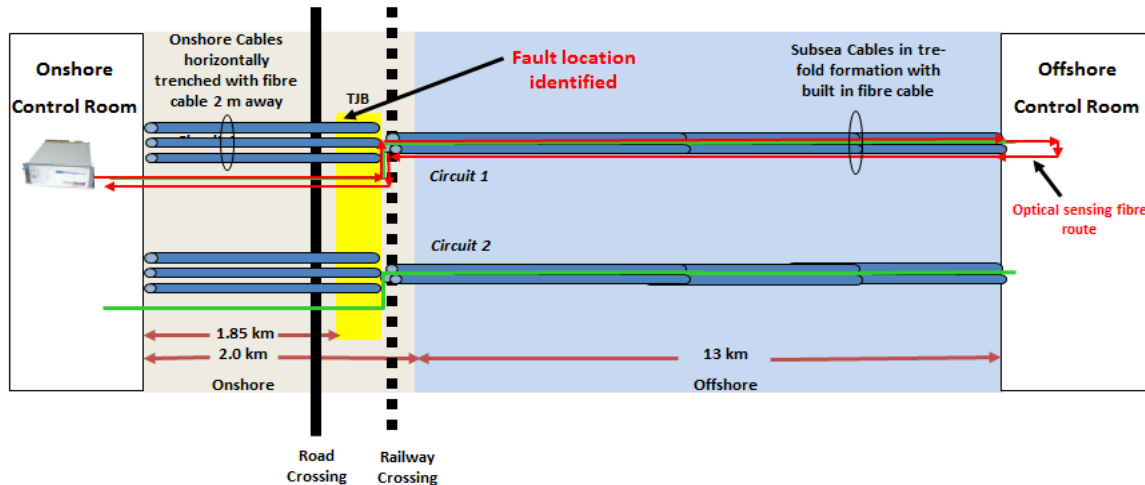 Onshore
Control Room
Onshore Cables
horizontally
trenched with fibre
cable 2 m away
TJB
Fault location
identified
Subsea Cables in tre-
fold formation with
built in fibre cable
Offshore
Control Room
Circuit 1
Optical sensing fibre
route
Circuit 2
1.85 km
2.0 km
13 km
Onshore
Offshore
Road
Crossing
Railway
Crossing